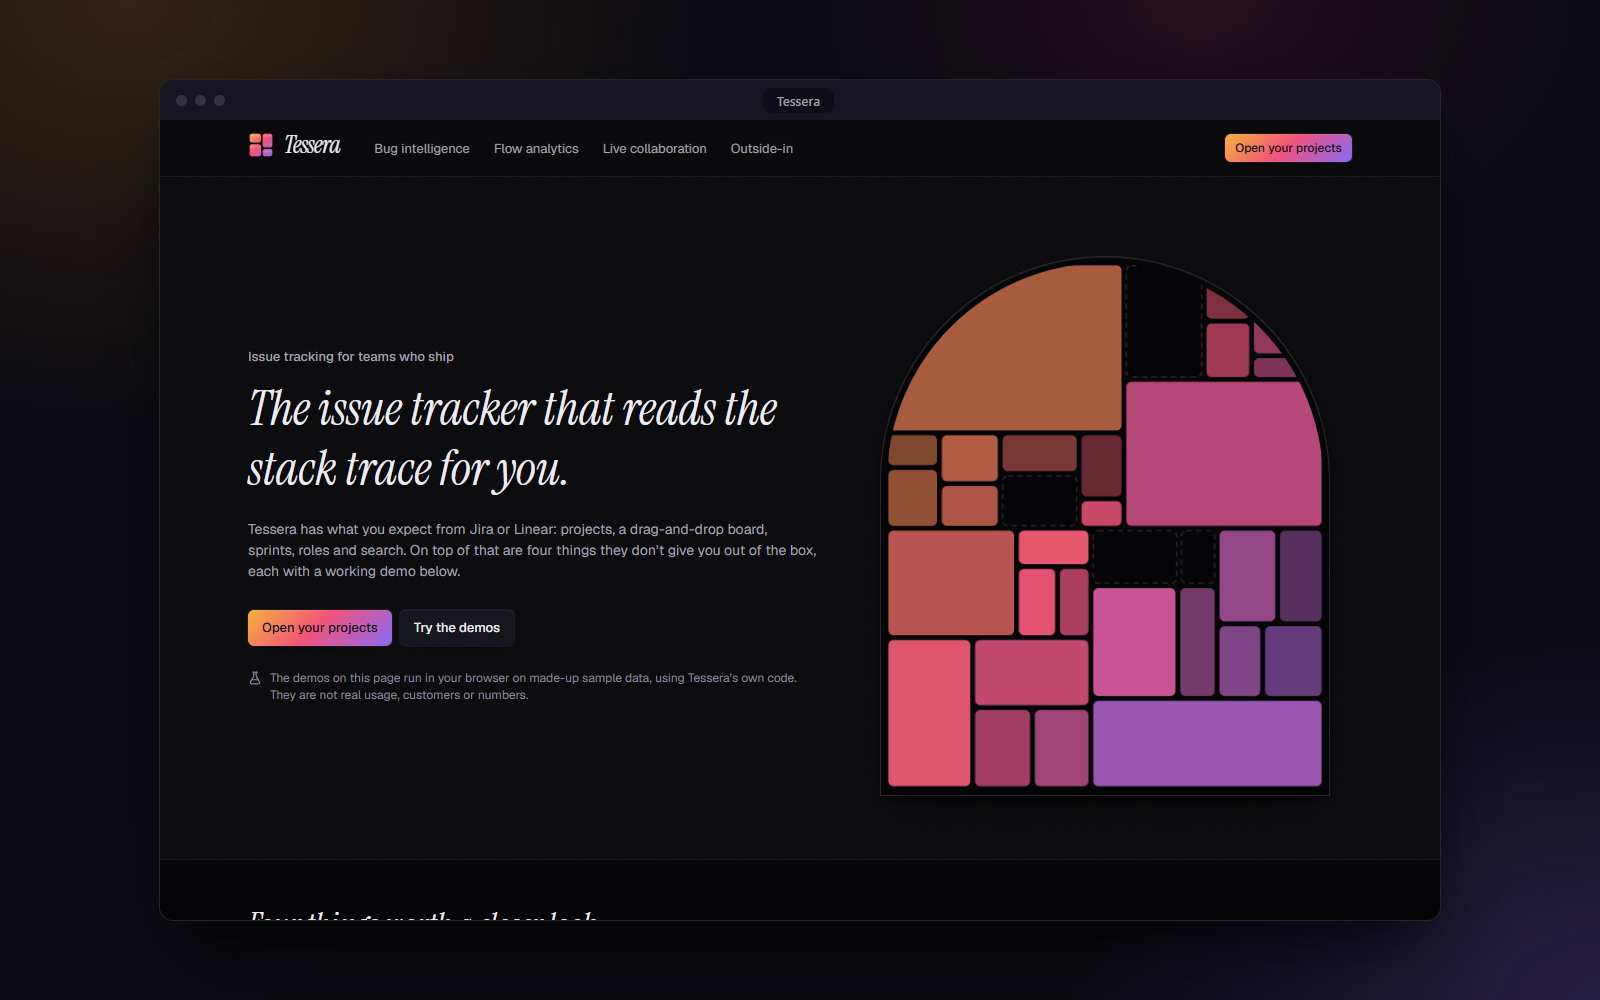 Tessera
Tessera
Bug intelligence
Flow analytics
Live collaboration
Outside-in
Open your projects
Issue tracking for teams who ship
The issue tracker that reads the
stack trace for you.
Tessera has what you expect from Jira or Linear: projects, a drag-and-drop board,
sprints, roles and search. On top of that are four things they don’t give you out of the box,
each with a working demo below.
Open your projects
Try the demos
The demos on this page run in your browser on made-up sample data, using Tessera’s own code.
They are not real usage, customers or numbers.
Four things worth a closer look